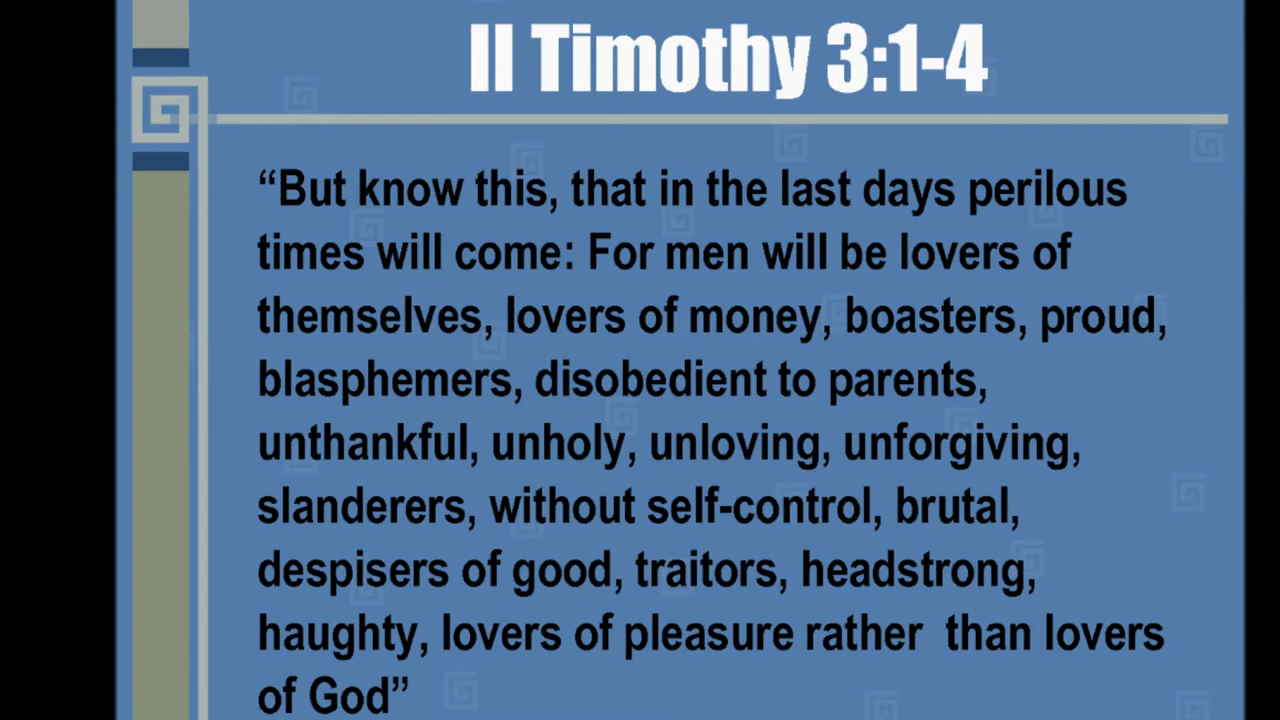 II Timothy 3:1-4
“But know this, that in the last days perilous
times will come: For men will be lovers of
themselves, lovers of money, boasters, proud,
blasphemers, disobedient to parents,
unthankful, unholy, unloving, unforgiving,
slanderers, without self-control, brutal,
despisers of good, traitors, headstrong,
haughty, lovers of pleasure rather  than lovers
of God”